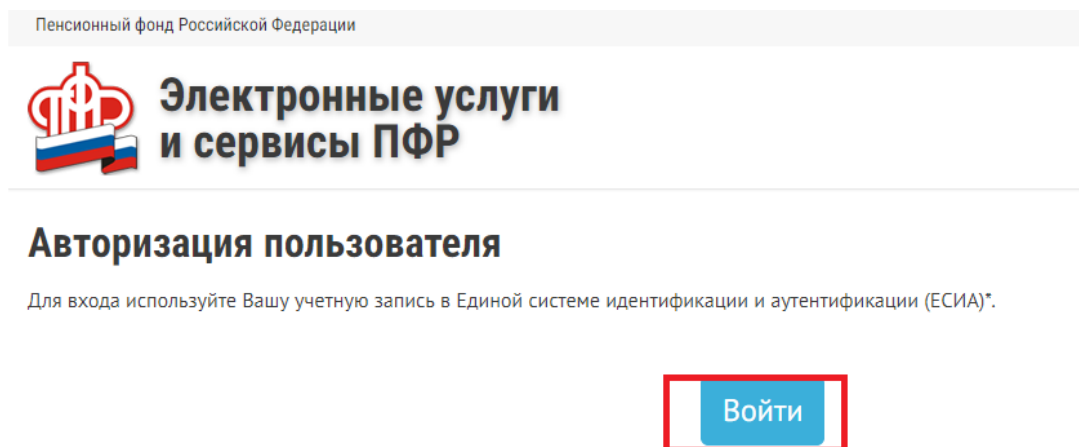 Пенсионный фонд Российской Федерации
Электронные услуги
и сервисы ПФР
Авторизация пользователя
Для входа используйте Вашу учетную запись в Единой системе идентификации и аутентификации (ЕСИА)*.
Войти